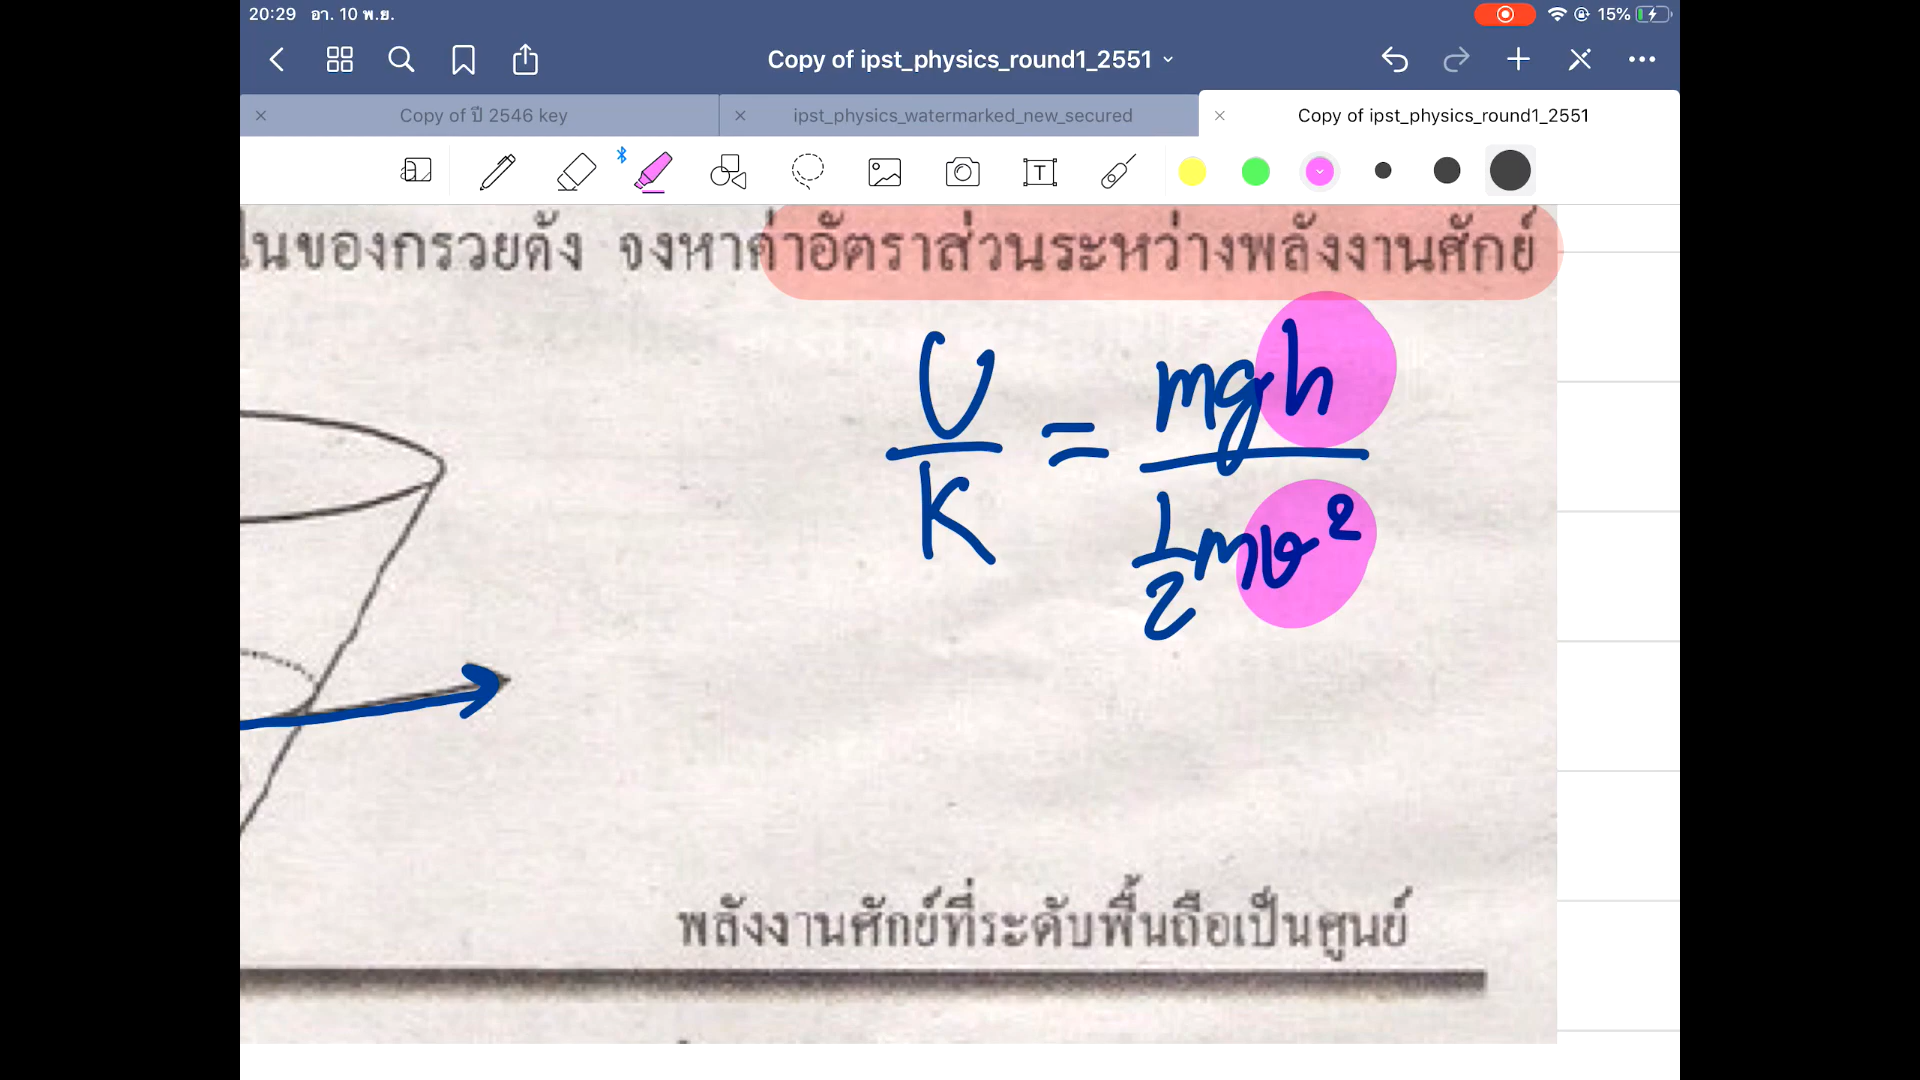 20:29 อา. 10 พ.ย. 15%
Copy of ipst_physics_round1_2551
Copy of ปี 2546 key
ipst_physics_watermarked_new_secured
Copy of ipst_physics_round1_2551
T
ในของกรวยดัง จงหาค่าอัตราส่วนระหว่างพลังงานศักย์
U/K = mgh / ½mv²
พลังงานศักย์ที่ระดับพื้นถือเป็นศูนย์